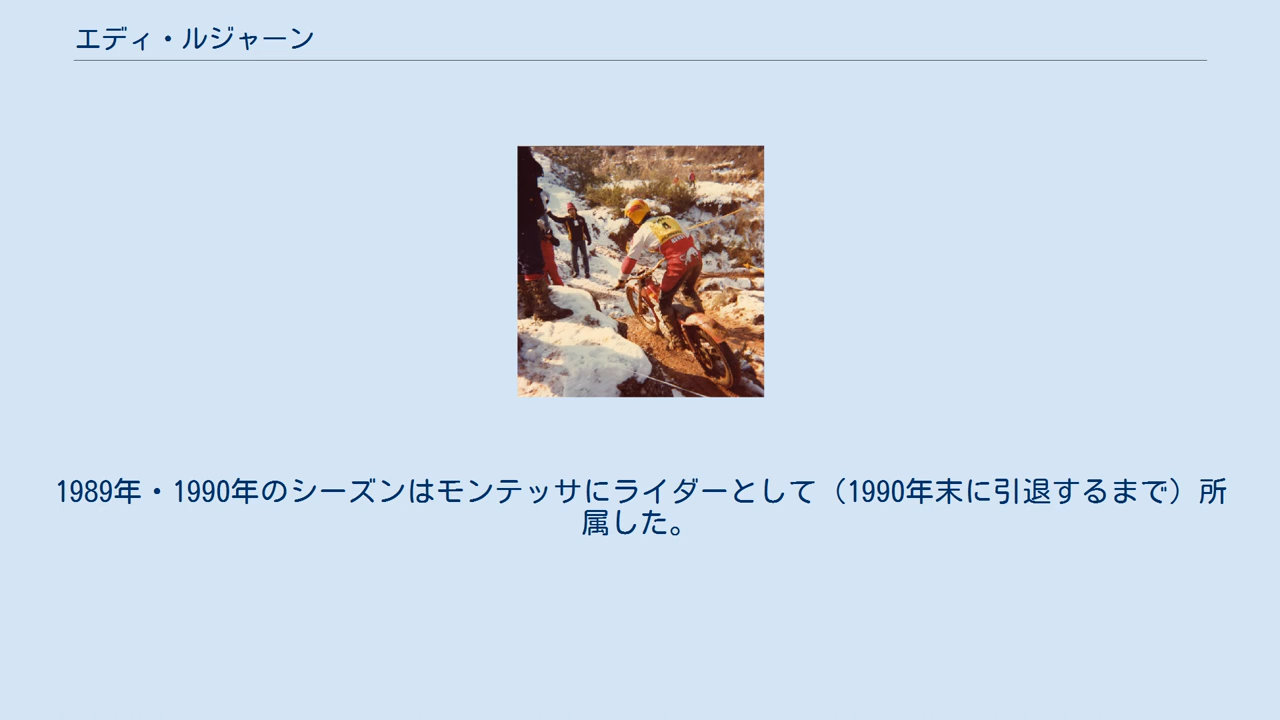 エディ・ルジャーン
1989年・1990年のシーズンはモンテッサにライダーとして（1990年末に引退するまで）所
属した。